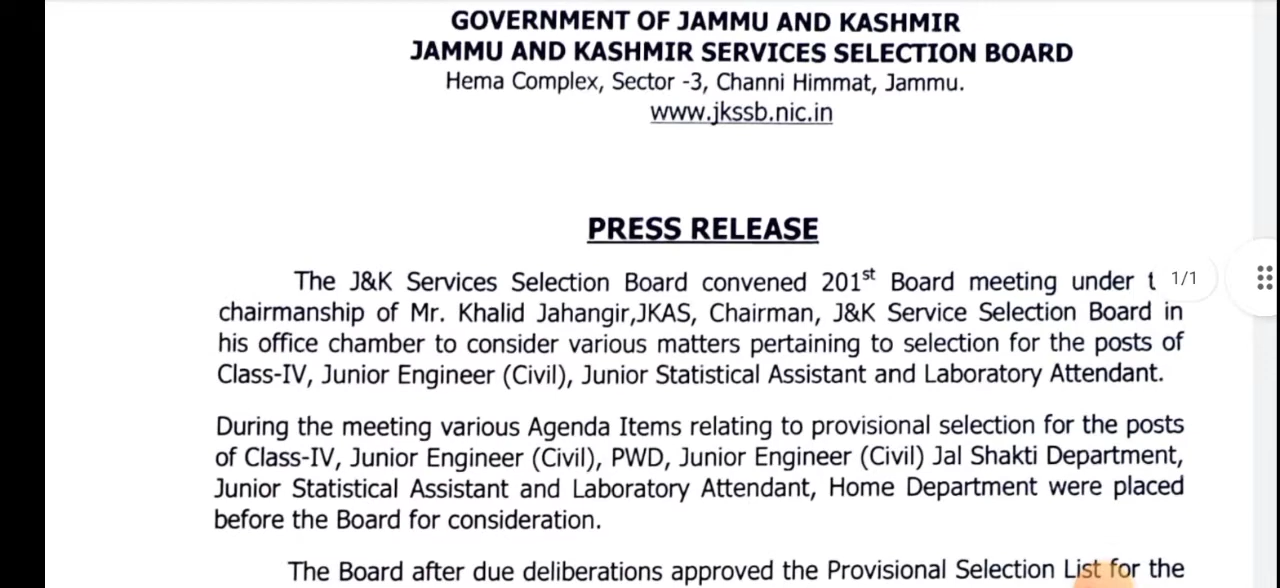 GOVERNMENT OF JAMMU AND KASHMIR
JAMMU AND KASHMIR SERVICES SELECTION BOARD
Hema Complex, Sector -3, Channi Himmat, Jammu.
www.jkssb.nic.in
PRESS RELEASE
The J&K Services Selection Board convened 201st Board meeting under t 1/1
chairmanship of Mr. Khalid Jahangir,JKAS, Chairman, J&K Service Selection Board in
his office chamber to consider various matters pertaining to selection for the posts of
Class-IV, Junior Engineer (Civil), Junior Statistical Assistant and Laboratory Attendant.
During the meeting various Agenda Items relating to provisional selection for the posts
of Class-IV, Junior Engineer (Civil), PWD, Junior Engineer (Civil) Jal Shakti Department,
Junior Statistical Assistant and Laboratory Attendant, Home Department were placed
before the Board for consideration.
The Board after due deliberations approved the Provisional Selection List for the